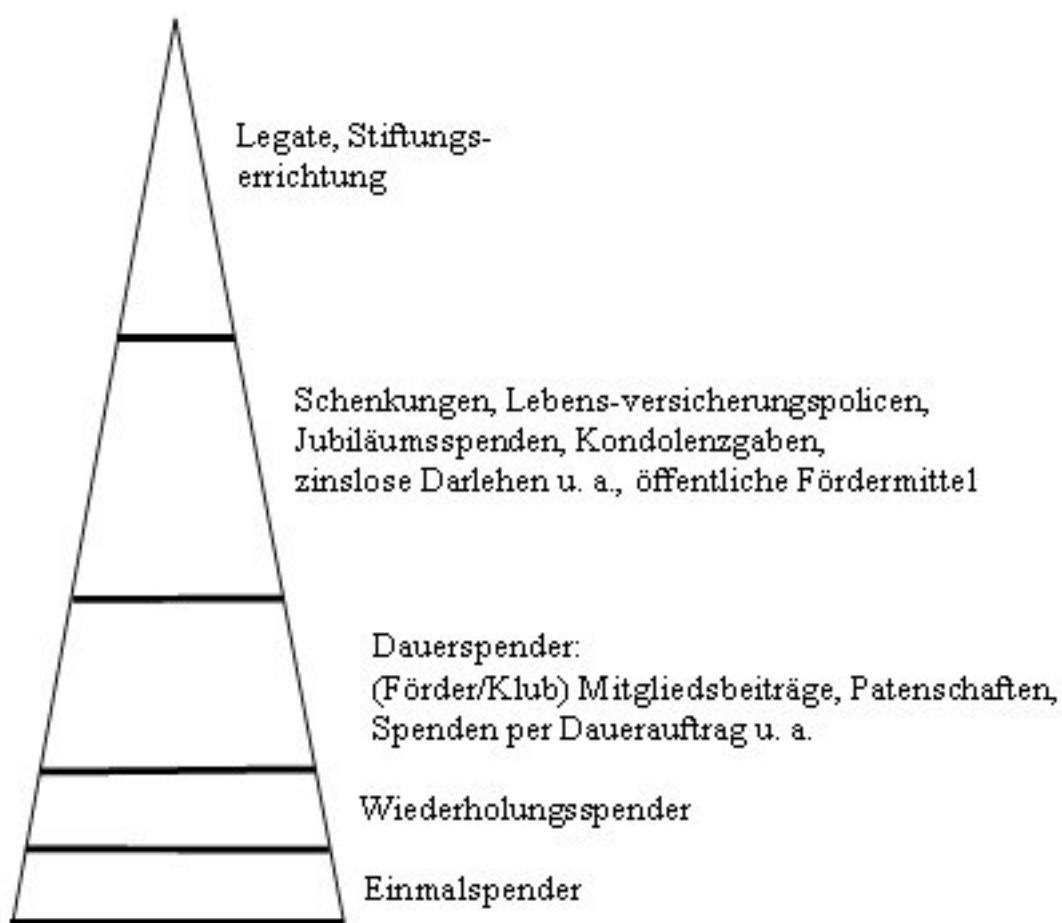 Legate, Stiftungs-
errichtung
Schenkungen, Lebens-versicherungspolicen,
Jubiläumsspenden, Kondolenzgaben,
zinslose Darlehen u. a., öffentliche Fördermittel
Dauerspender:
(Förder/Klub) Mitgliedsbeiträge, Patenschaften,
Spenden per Dauerauftrag u. a.
Wiederholungsspender
Einmalspender